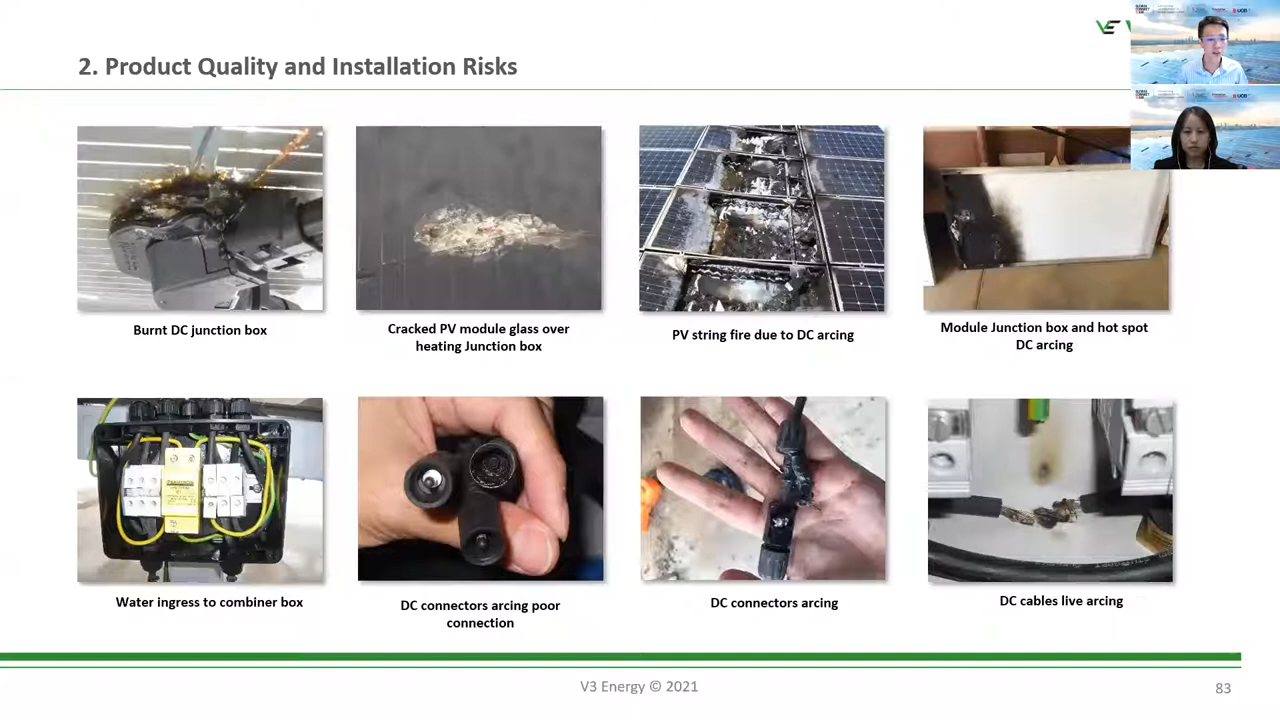 2. Product Quality and Installation Risks
Burnt DC junction box
Cracked PV module glass over
heating Junction box
PV string fire due to DC arcing
Module Junction box and hot spot
DC arcing
Water ingress to combiner box
DC connectors arcing poor
connection
DC connectors arcing
DC cables live arcing
V3 Energy © 2021
83